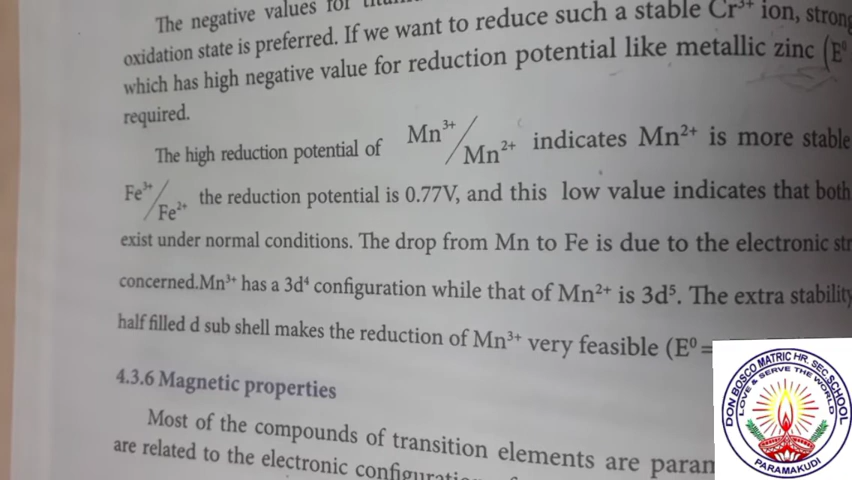 The negative values for
oxidation state is preferred. If we want to reduce such a stable Cr³⁺ ion, strong
which has high negative value for reduction potential like metallic zinc (E⁰
required.
The high reduction potential of Mn³⁺/Mn²⁺ indicates Mn²⁺ is more stable
Fe³⁺/Fe²⁺ the reduction potential is 0.77V, and this low value indicates that both
exist under normal conditions. The drop from Mn to Fe is due to the electronic str
concerned.Mn³⁺ has a 3d⁴ configuration while that of Mn²⁺ is 3d⁵. The extra stability
half filled d sub shell makes the reduction of Mn³⁺ very feasible (E⁰ =
4.3.6 Magnetic properties
Most of the compounds of transition elements are param
are related to the electronic
DON BOSCO MATRIC HR. SEC. SCHOOL
LOVE & SERVE THE WORLD
PARAMAKUDI